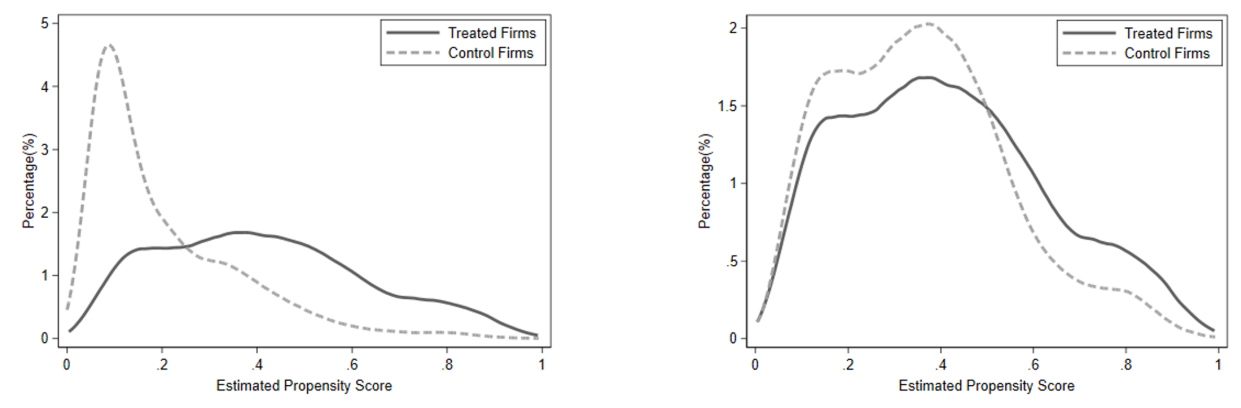 5
4
3
2
1
0
Percentage(%)
Treated Firms
Control Firms
0 .2 .4 .6 .8 1
Estimated Propensity Score
2
1.5
1
.5
0
Percentage(%)
Treated Firms
Control Firms
0 .2 .4 .6 .8 1
Estimated Propensity Score